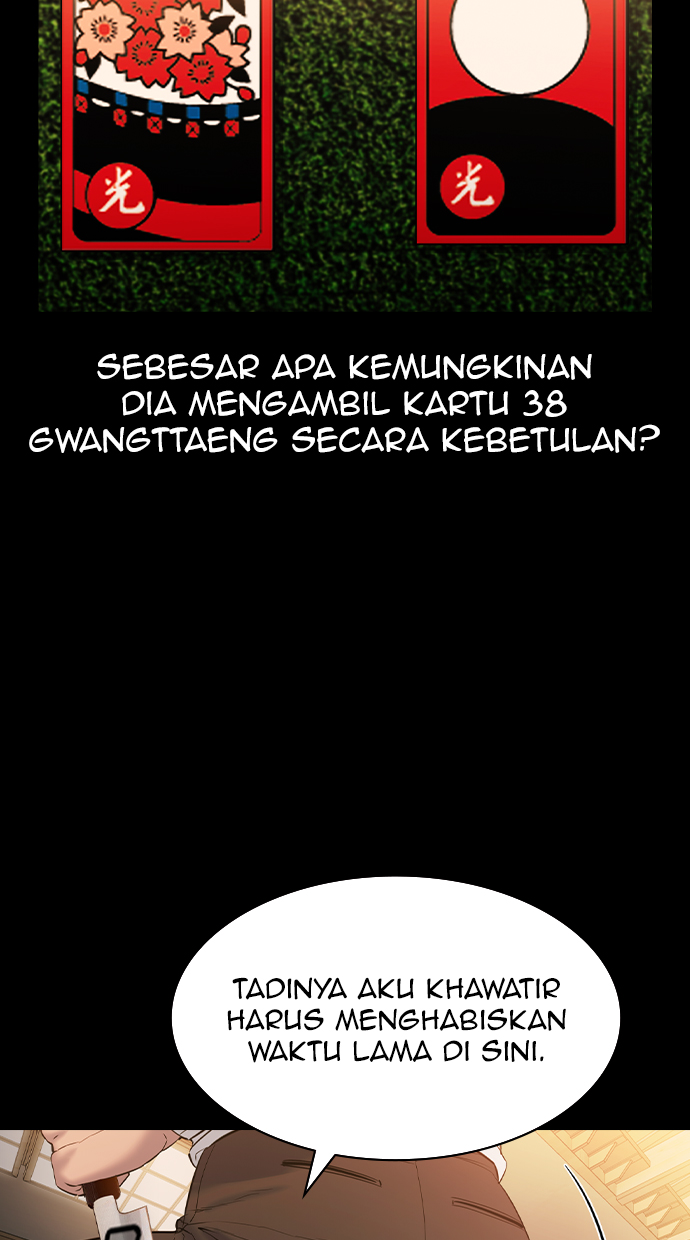 光
光
SEBESAR APA KEMUNGKINAN
DIA MENGAMBIL KARTU 38
GWANGTTAENG SECARA KEBETULAN?
TADINYA AKU KHAWATIR
HARUS MENGHABISKAN
WAKTU LAMA DI SINI.